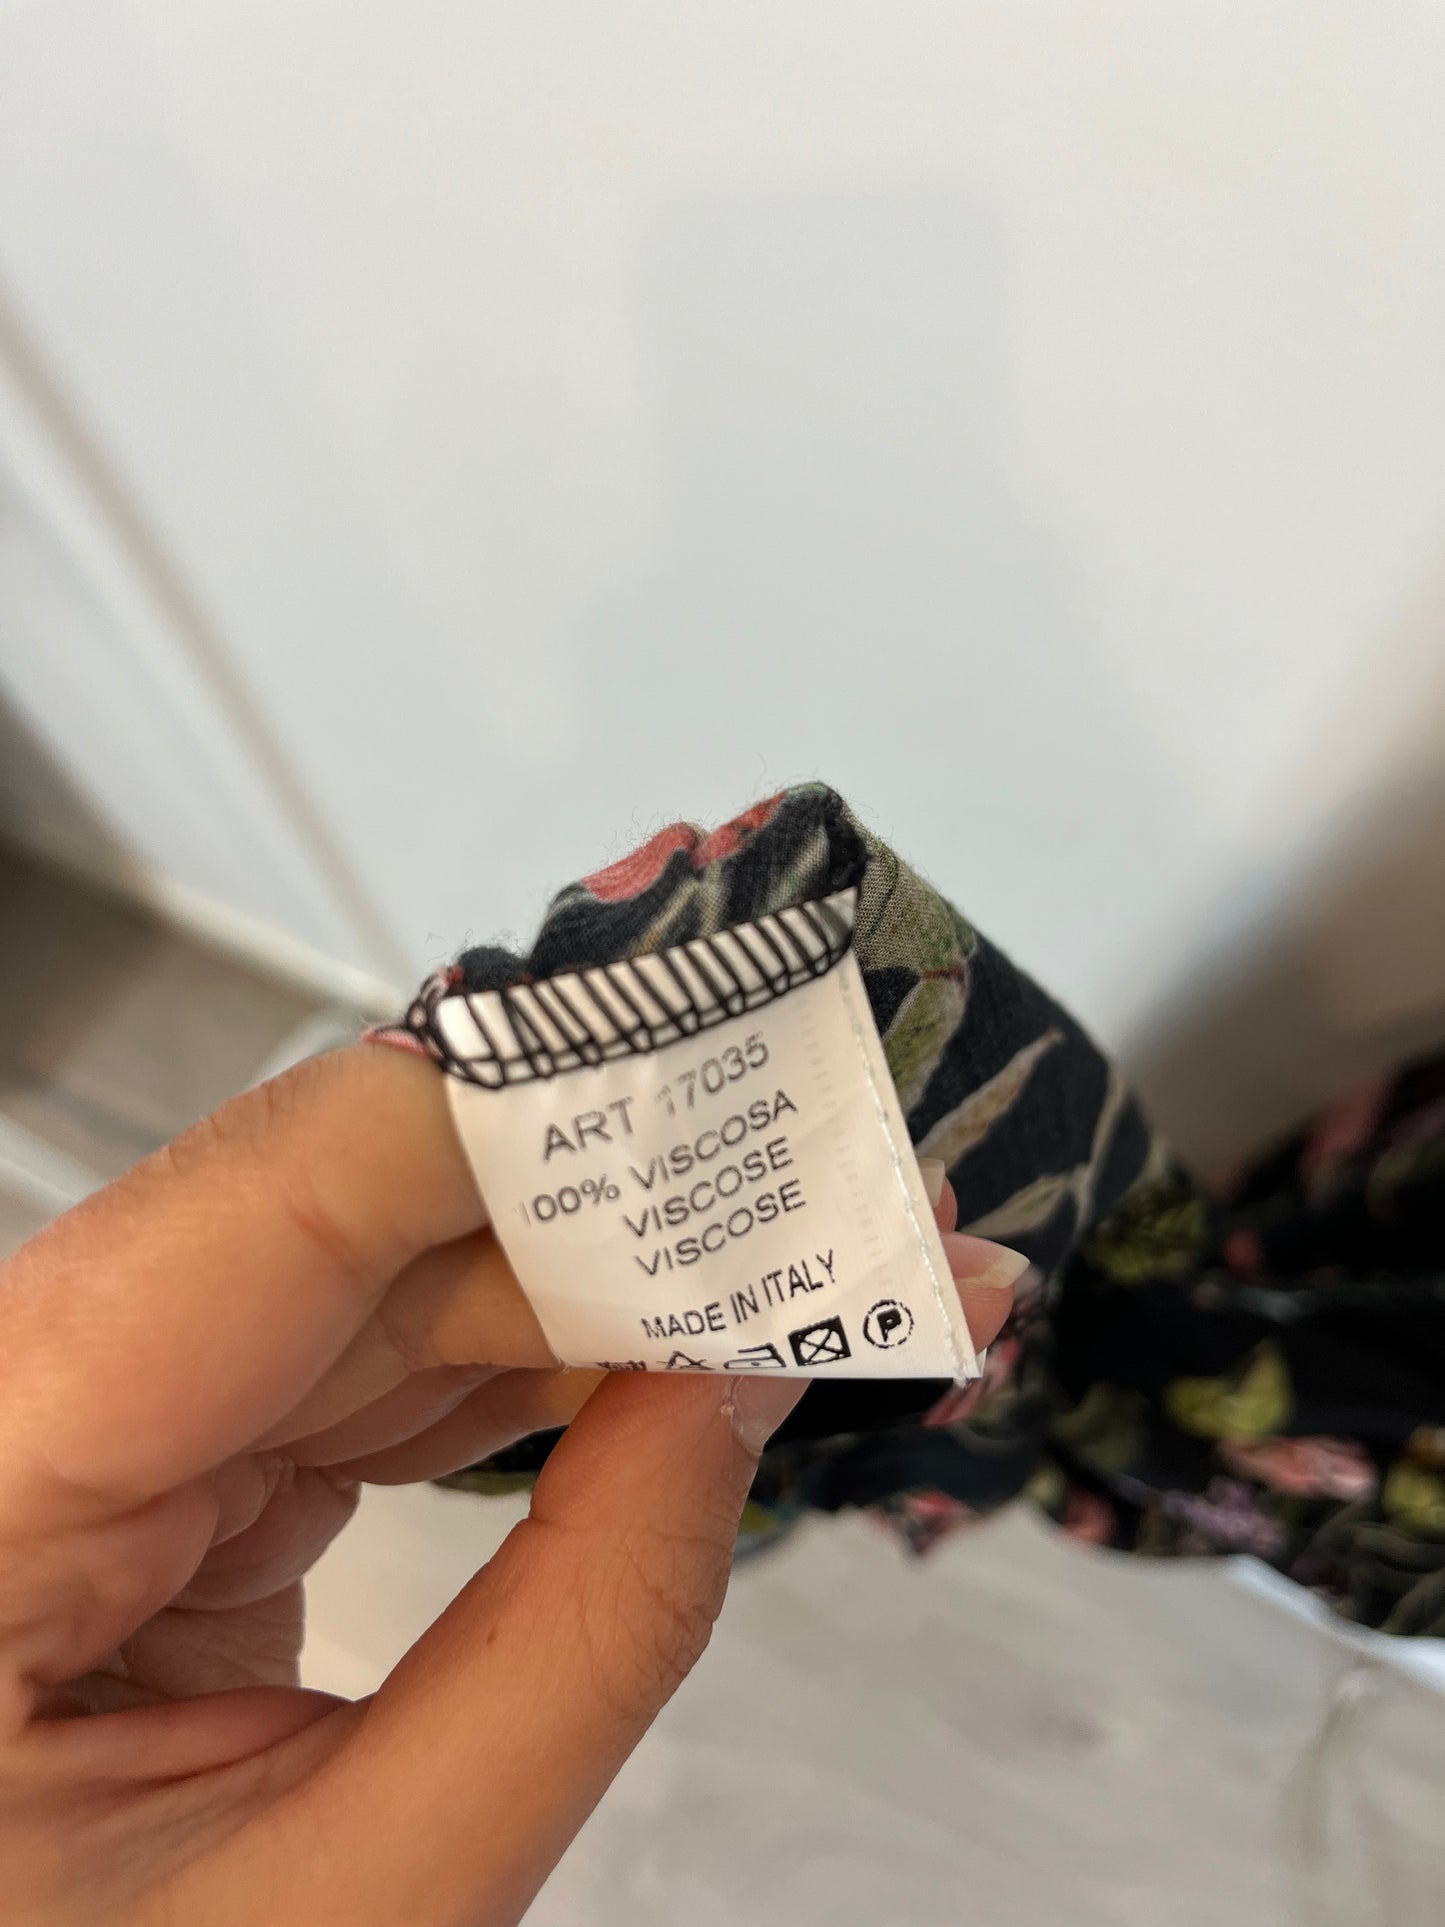 ART 17035
100% VISCOSA
VISCOSE
VISCOSE
MADE IN ITALY
P